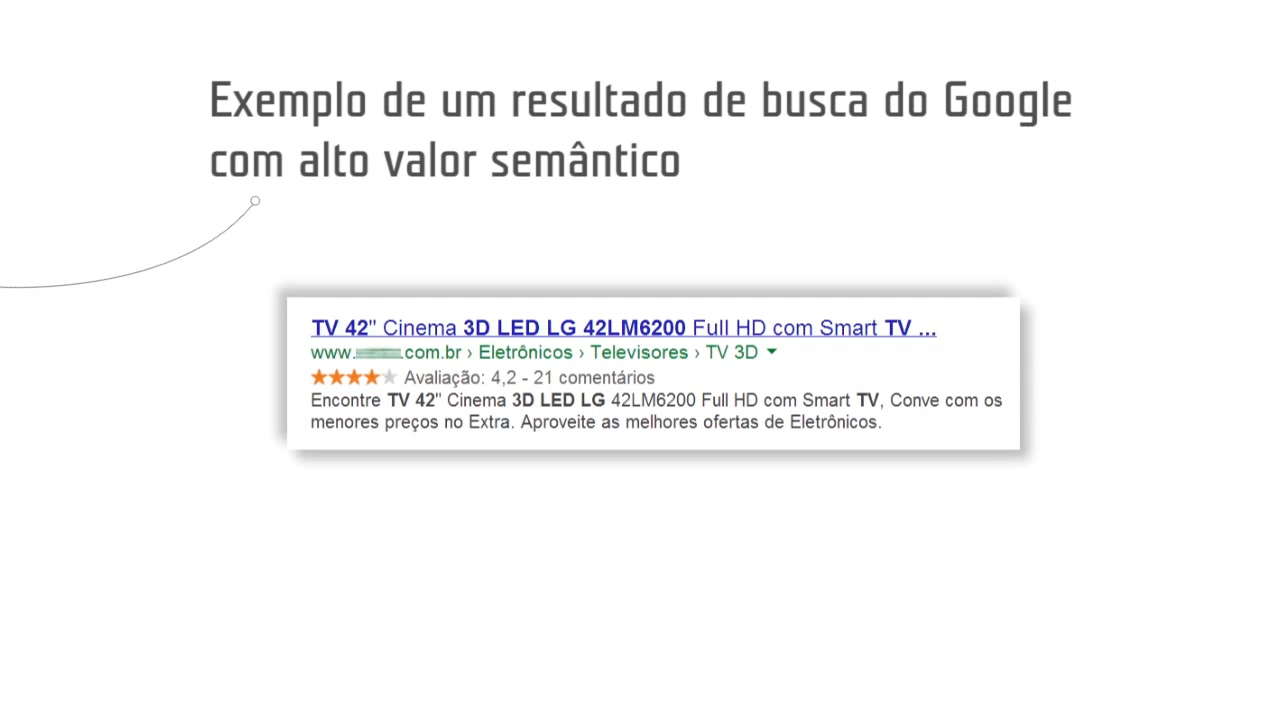 Exemplo de um resultado de busca do Google
com alto valor semântico
TV 42" Cinema 3D LED LG 42LM6200 Full HD com Smart TV ...
www. .com.br › Eletrônicos › Televisores › TV 3D
Avaliação: 4,2 - 21 comentários
Encontre TV 42" Cinema 3D LED LG 42LM6200 Full HD com Smart TV, Conve com os
menores preços no Extra. Aproveite as melhores ofertas de Eletrônicos.